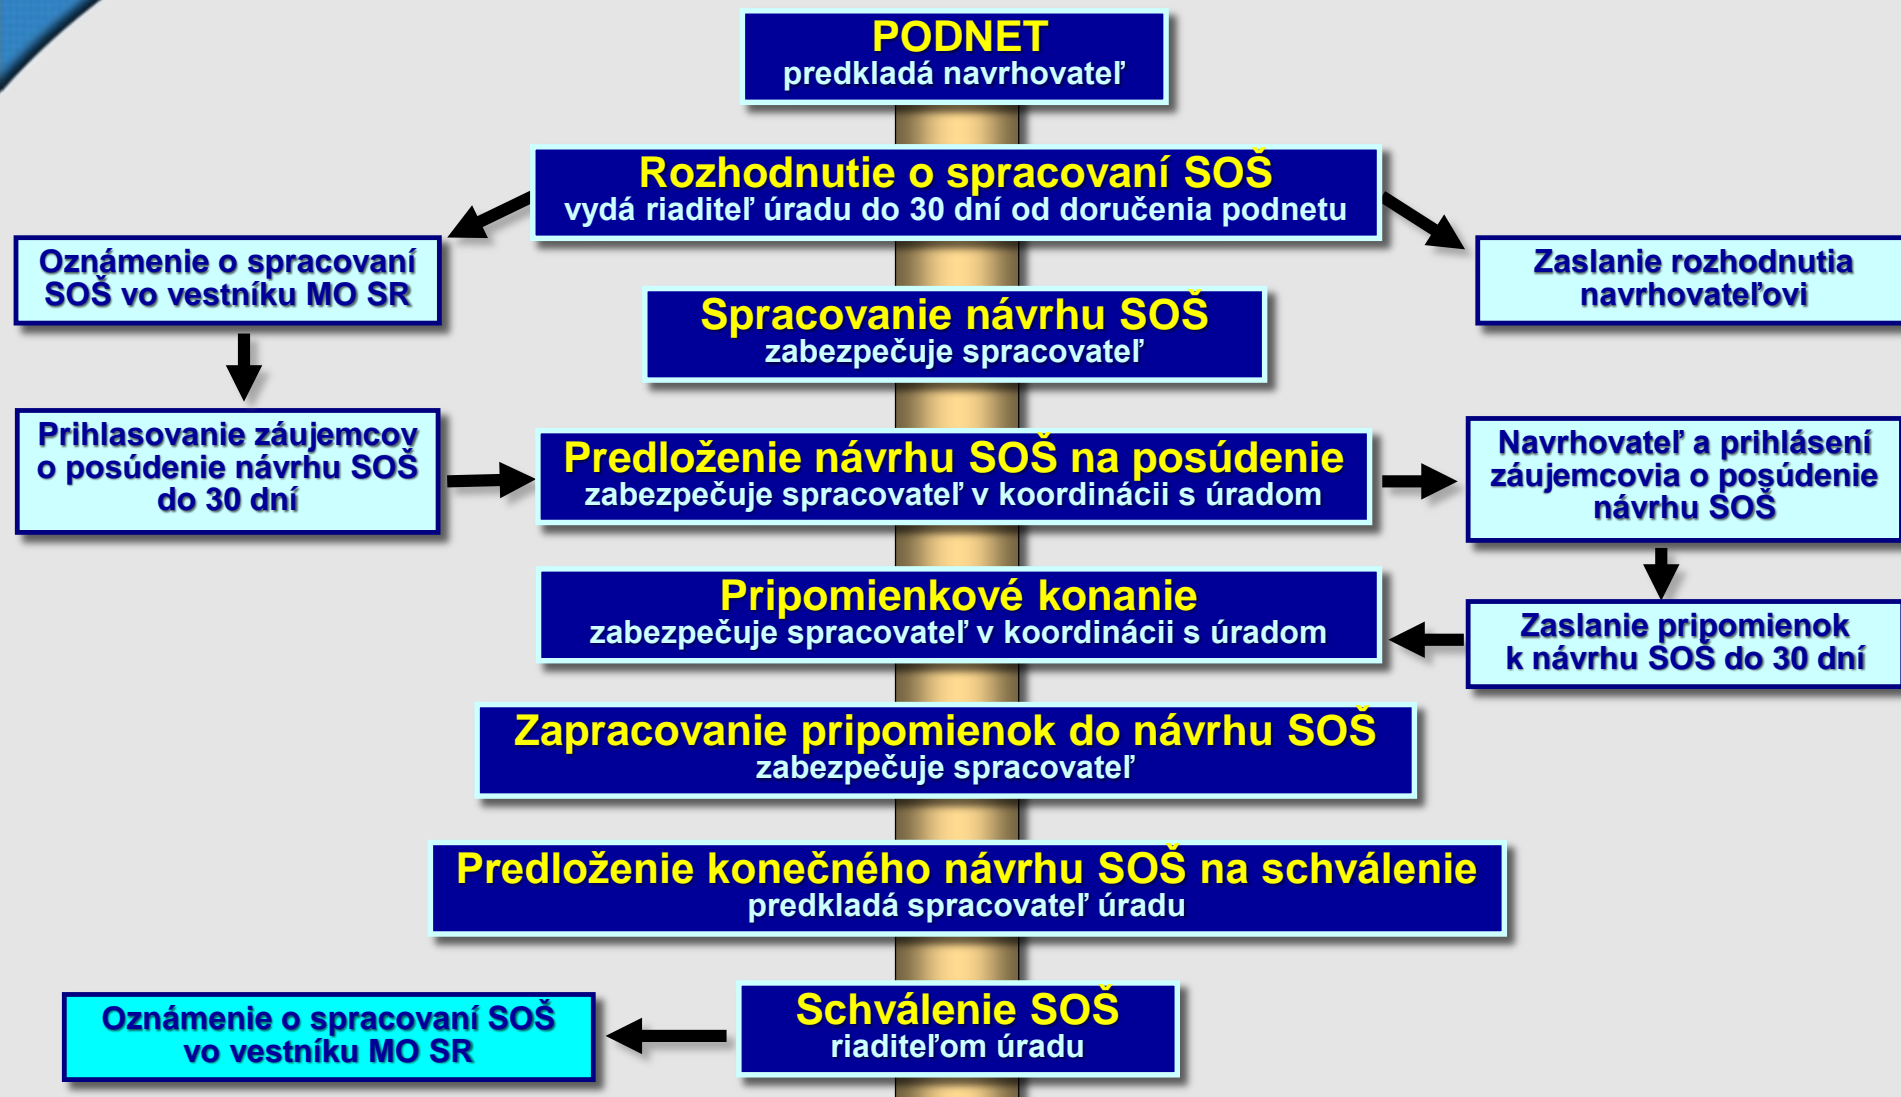 PODNET
predkladá navrhovateľ
Rozhodnutie o spracovaní SOŠ
vydá riaditeľ úradu do 30 dní od doručenia podnetu
Oznámenie o spracovaní
SOŠ vo vestníku MO SR
Zaslanie rozhodnutia
navrhovateľovi
Spracovanie návrhu SOŠ
zabezpečuje spracovateľ
Prihlasovanie záujemcov
o posúdenie návrhu SOŠ
do 30 dní
Predloženie návrhu SOŠ na posúdenie
zabezpečuje spracovateľ v koordinácii s úradom
Navrhovateľ a prihlásení
záujemcovia o posúdenie
návrhu SOŠ
Pripomienkové konanie
zabezpečuje spracovateľ v koordinácii s úradom
Zaslanie pripomienok
k návrhu SOŠ do 30 dní
Zapracovanie pripomienok do návrhu SOŠ
zabezpečuje spracovateľ
Predloženie konečného návrhu SOŠ na schválenie
predkladá spracovateľ úradu
Schválenie SOŠ
riaditeľom úradu
Oznámenie o spracovaní SOŠ
vo vestníku MO SR